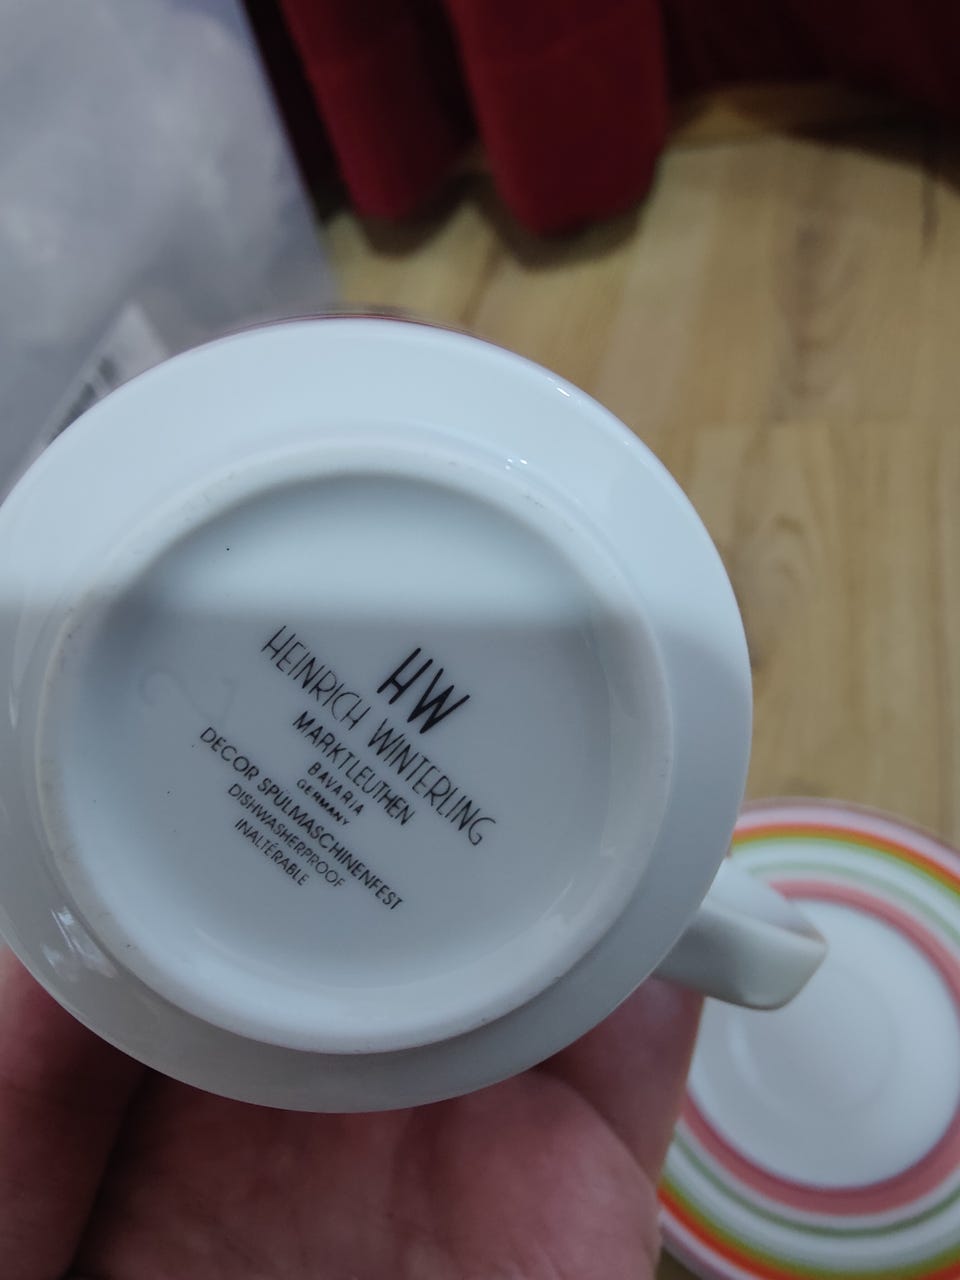 HW
HEINRICH WINTERLING
MARKTLEUTHEN
BAVARIA
GERMANY
DECOR SPÜLMASCHINENFEST
DISHWASHERPROOF
INALTÉRABLE